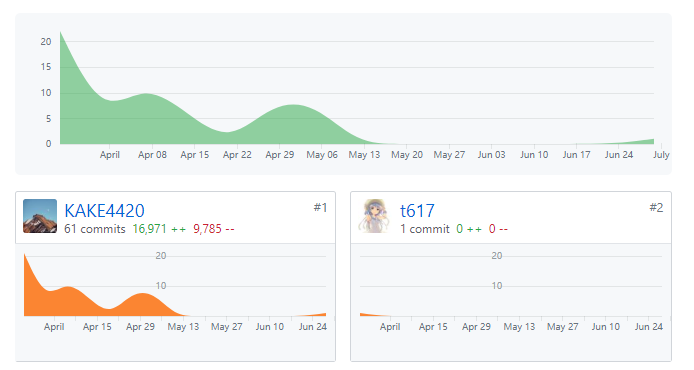 20
15
10
5
0
April Apr 08 Apr 15 Apr 22 Apr 29 May 06 May 13 May 20 May 27 Jun 03 Jun 10 Jun 17 Jun 24 July
KAKE4420 #1
61 commits 16,971 ++ 9,785 --
20
10
April Apr 15 Apr 29 May 13 May 27 Jun 10 Jun 24
t617 #2
1 commit 0 ++ 0 --
20
10
April Apr 15 Apr 29 May 13 May 27 Jun 10 Jun 24